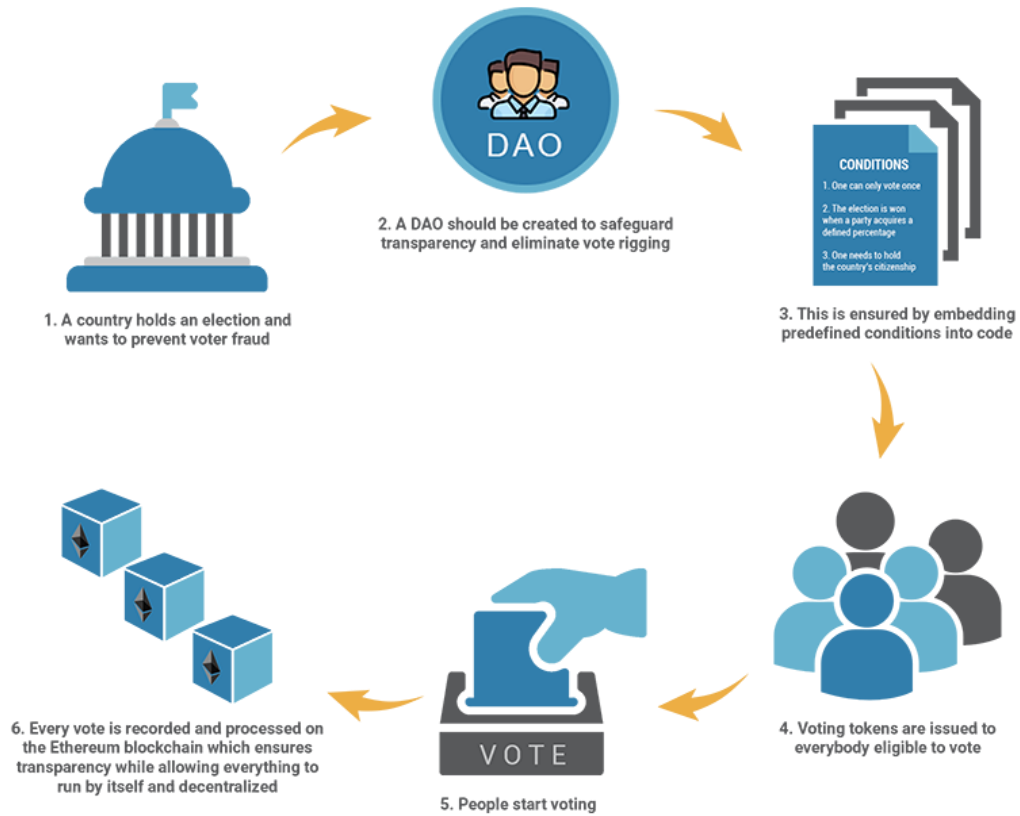 DAO
1. A country holds an election and
wants to prevent voter fraud
2. A DAO should be created to safeguard
transparency and eliminate vote rigging
CONDITIONS
1. One can only vote once
2. The election is won
when a party acquires a
defined percentage
3. One needs to hold
the country's citizenship
3. This is ensured by embedding
predefined conditions into code
4. Voting tokens are issued to
everybody eligible to vote
VOTE
5. People start voting
6. Every vote is recorded and processed on
the Ethereum blockchain which ensures
transparency while allowing everything to
run by itself and decentralized